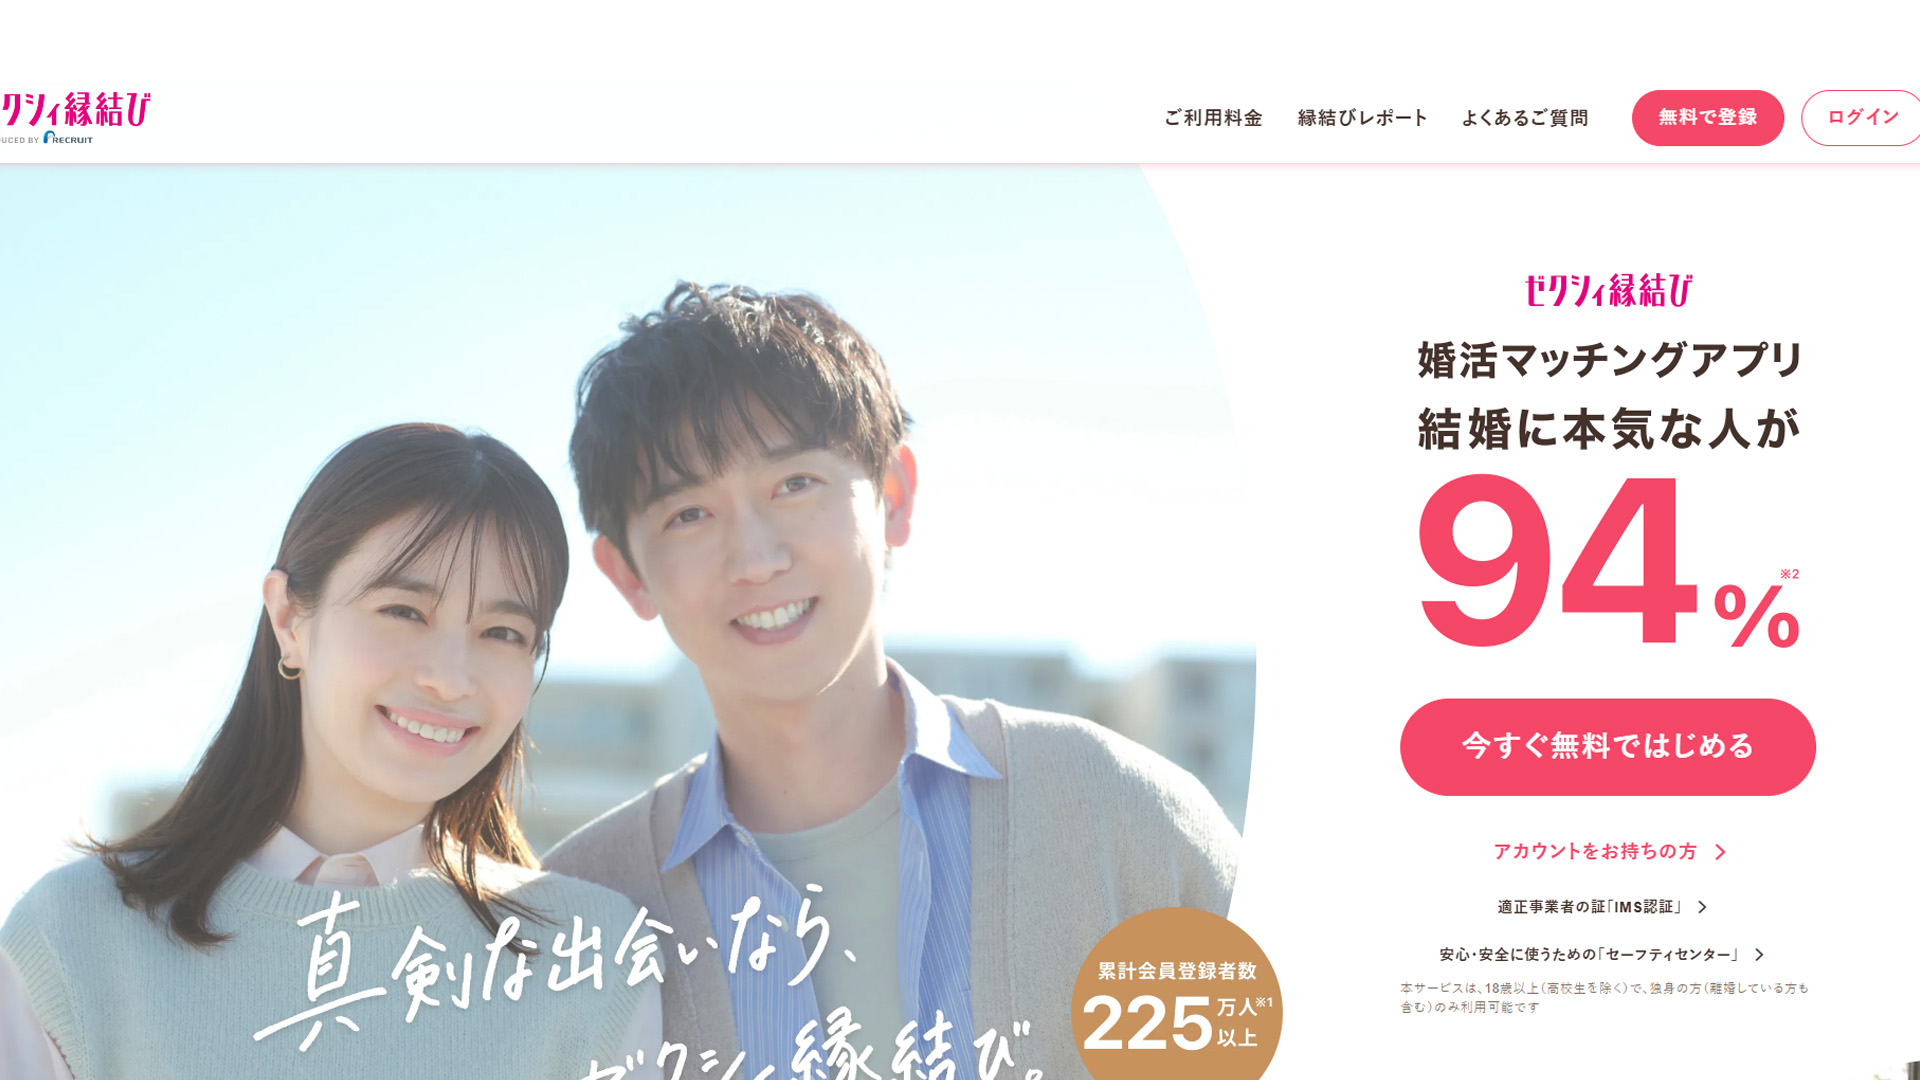 クシィ縁結び
DUCED BY RECRUIT
ご利用料金
縁結びレポート
よくあるご質問
無料で登録
ログイン
ゼクシィ縁結び
婚活マッチングアプリ
結婚に本気な人が
94%※2
今すぐ無料ではじめる
アカウントをお持ちの方
適正事業者の証「IMS認証」
安心・安全に使うための「セーフティセンター」
本サービスは、18歳以上（高校生を除く）で、独身の方（離婚している方も
含む）のみ利用可能です
真剣な出会いなら、
ゼクシィ縁結び。
累計会員登録者数
225万人※1
以上